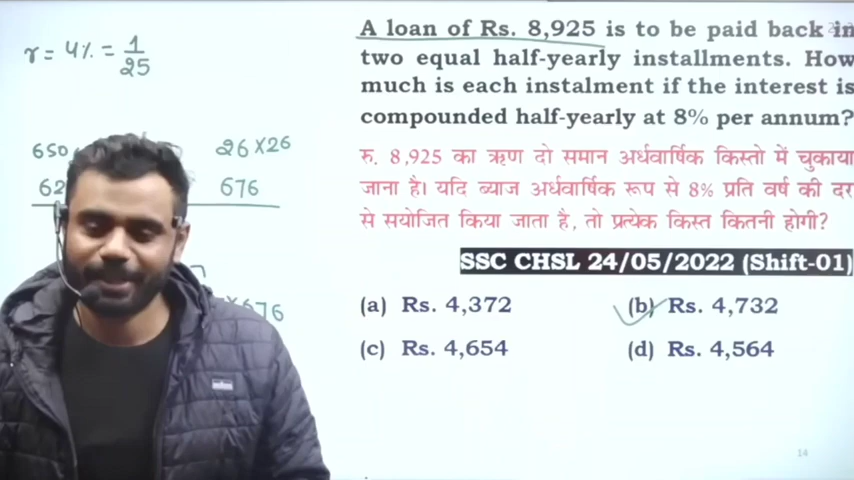 r = 4% = 1/25
650
26×26
676
×676
A loan of Rs. 8,925 is to be paid back in
two equal half-yearly installments. How
much is each instalment if the interest is
compounded half-yearly at 8% per annum?
रु. 8,925 का ऋण दो समान अर्धवार्षिक किस्तो में चुकाया
जाना है। यदि ब्याज अर्धवार्षिक रूप से 8% प्रति वर्ष की दर
से सयोजित किया जाता है, तो प्रत्येक किस्त कितनी होगी?
SSC CHSL 24/05/2022 (Shift-01)
(a) Rs. 4,372
(b) Rs. 4,732
(c) Rs. 4,654
(d) Rs. 4,564
14